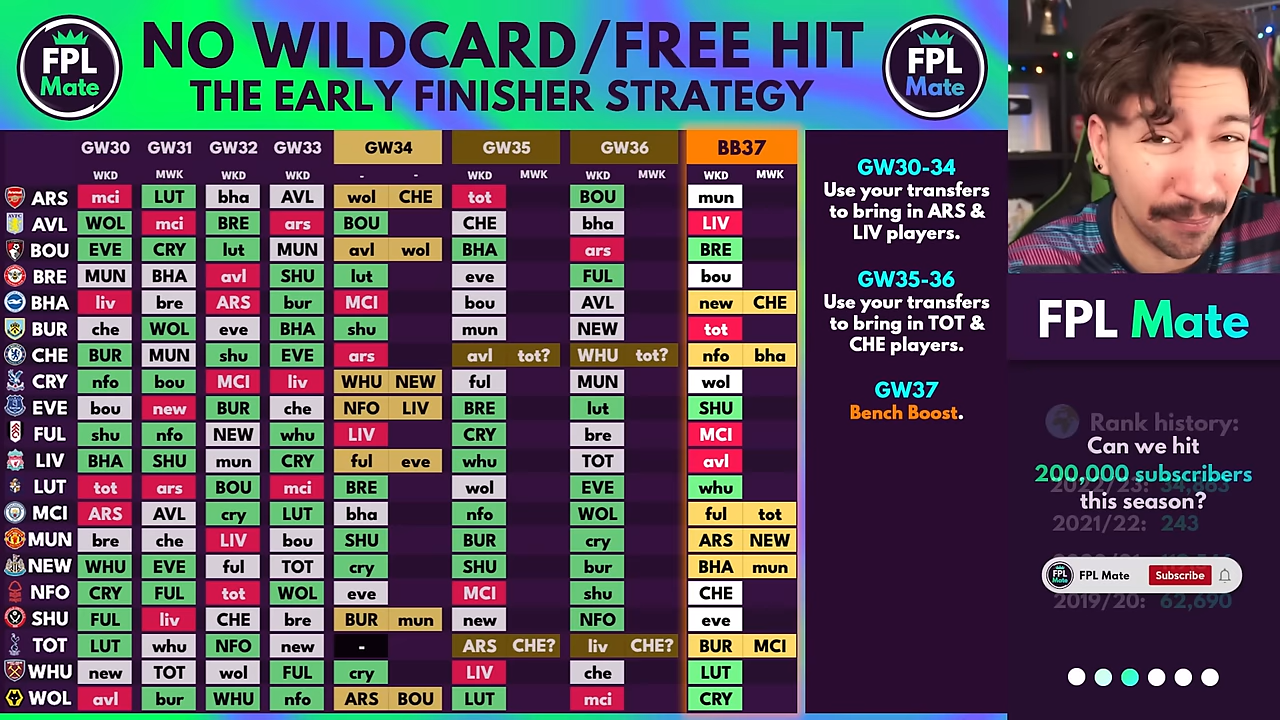 FPL
Mate
NO WILDCARD/FREE HIT
THE EARLY FINISHER STRATEGY
FPL
Mate
GW30 GW31 GW32 GW33 GW34 GW35 GW36 BB37
WKD MWK WKD WKD - - WKD MWK WKD MWK WKD MWK
ARS mci LUT bha AVL wol CHE tot BOU mun
AVL WOL mci BRE ars BOU CHE bha LIV
BOU EVE CRY lut MUN avl wol BHA ars BRE
BRE MUN BHA avl SHU lut eve FUL bou
BHA liv bre ARS bur MCI bou AVL new CHE
BUR che WOL eve BHA shu mun NEW tot
CHE BUR MUN shu EVE ars avl tot? WHU tot? nfo bha
CRY nfo bou MCI liv WHU NEW ful MUN wol
EVE bou new BUR che NFO LIV BRE lut SHU
FUL shu nfo NEW whu LIV CRY bre MCI
LIV BHA SHU mun CRY ful eve whu TOT avl
LUT tot ars BOU mci BRE wol EVE whu
MCI ARS AVL cry LUT bha nfo WOL ful tot
MUN bre che LIV bou SHU BUR cry ARS NEW
NEW WHU EVE ful TOT cry SHU bur BHA mun
NFO CRY FUL tot WOL eve MCI shu CHE
SHU FUL liv CHE bre BUR mun new NFO eve
TOT LUT whu NFO new - ARS CHE? liv CHE? BUR MCI
WHU new TOT wol FUL cry LIV che LUT
WOL avl bur WHU nfo ARS BOU LUT mci CRY
GW30-34
Use your transfers
to bring in ARS &
LIV players.
GW35-36
Use your transfers
to bring in TOT &
CHE players.
GW37
Bench Boost.
FPL Mate
Rank history:
Can we hit
200,000 subscribers
this season?
2021/22: 243
FPL
Mate
FPL Mate
Subscribe
2019/20: 62,690